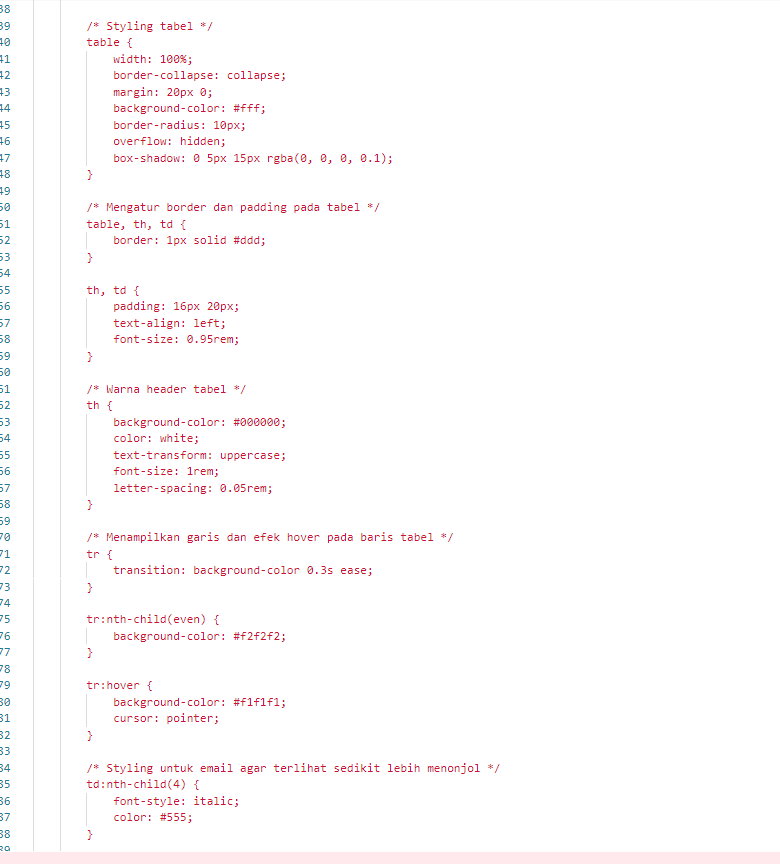 38
39 /* Styling tabel */
40 table {
41 width: 100%;
42 border-collapse: collapse;
43 margin: 20px 0;
44 background-color: #fff;
45 border-radius: 10px;
46 overflow: hidden;
47 box-shadow: 0 5px 15px rgba(0, 0, 0, 0.1);
48 }
49
50 /* Mengatur border dan padding pada tabel */
51 table, th, td {
52 border: 1px solid #ddd;
53 }
54
55 th, td {
56 padding: 16px 20px;
57 text-align: left;
58 font-size: 0.95rem;
59 }
60
61 /* Warna header tabel */
62 th {
63 background-color: #000000;
64 color: white;
65 text-transform: uppercase;
66 font-size: 1rem;
67 letter-spacing: 0.05rem;
68 }
69
70 /* Menampilkan garis dan efek hover pada baris tabel */
71 tr {
72 transition: background-color 0.3s ease;
73 }
74
75 tr:nth-child(even) {
76 background-color: #f2f2f2;
77 }
78
79 tr:hover {
80 background-color: #f1f1f1;
81 cursor: pointer;
82 }
83
84 /* Styling untuk email agar terlihat sedikit lebih menonjol */
85 td:nth-child(4) {
86 font-style: italic;
87 color: #555;
88 }
89